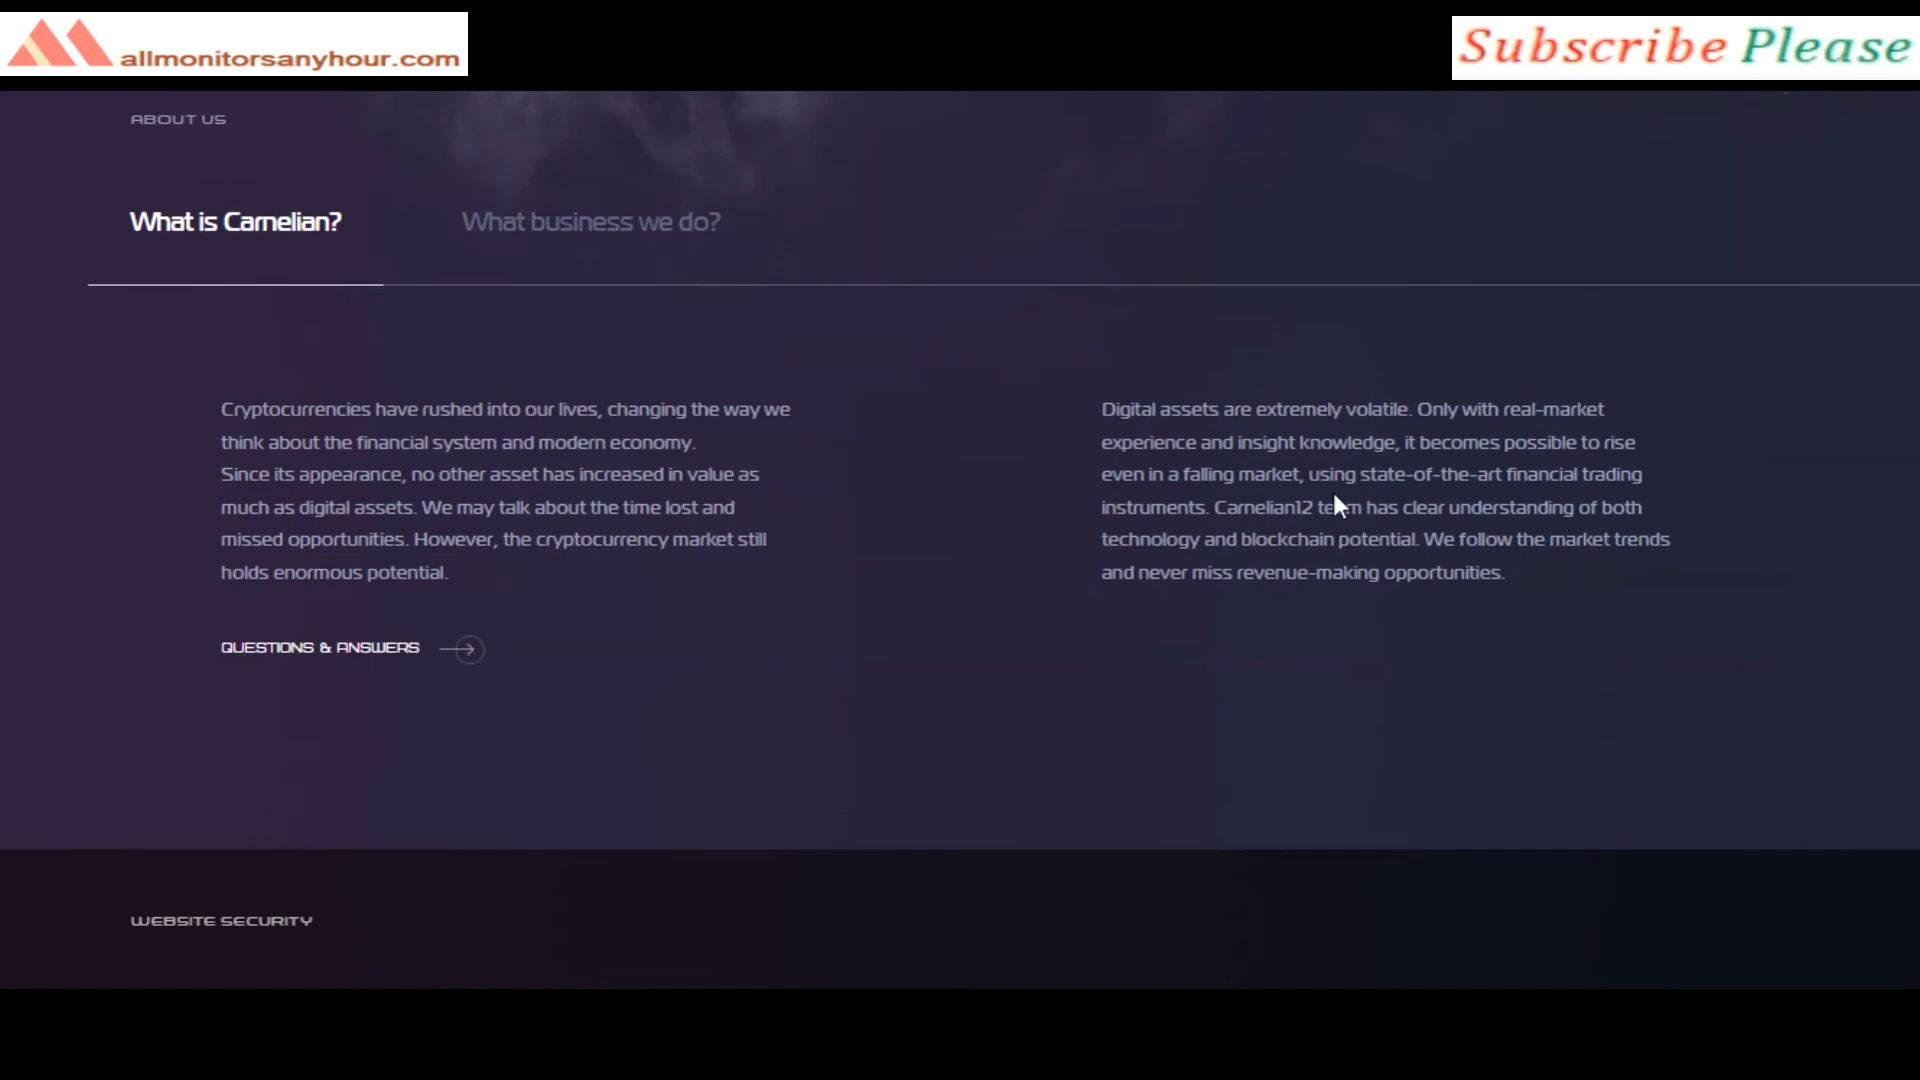 allmonitorsanyhour.com
Subscribe Please
ABOUT US
What is Carnelian?
What business we do?
Cryptocurrencies have rushed into our lives, changing the way we
think about the financial system and modern economy.
Since its appearance, no other asset has increased in value as
much as digital assets. We may talk about the time lost and
missed opportunities. However, the cryptocurrency market still
holds enormous potential.
QUESTIONS & ANSWERS
Digital assets are extremely volatile. Only with real-market
experience and insight knowledge, it becomes possible to rise
even in a falling market, using state-of-the-art financial trading
instruments. Carnelian12 team has clear understanding of both
technology and blockchain potential. We follow the market trends
and never miss revenue-making opportunities.
WEBSITE SECURITY